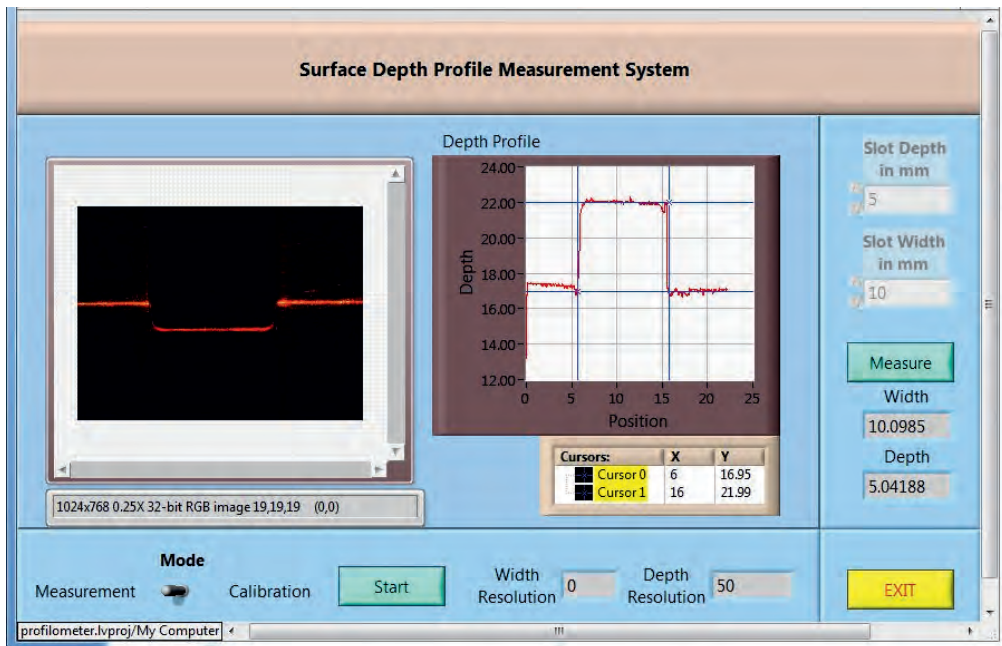 Surface Depth Profile Measurement System
Depth Profile
24.00
22.00
20.00
18.00
16.00
14.00
12.00
Depth
0 5 10 15 20 25
Position
Cursors: X Y
Cursor 0 6 16.95
Cursor 1 16 21.99
1024x768 0.25X 32-bit RGB image 19,19,19 (0,0)
Slot Depth
in mm
5
Slot Width
in mm
10
Measure
Width
10.0985
Depth
5.04188
Mode
Measurement Calibration
Start
Width
Resolution 0
Depth
Resolution 50
EXIT
profilometer.lvproj/My Computer